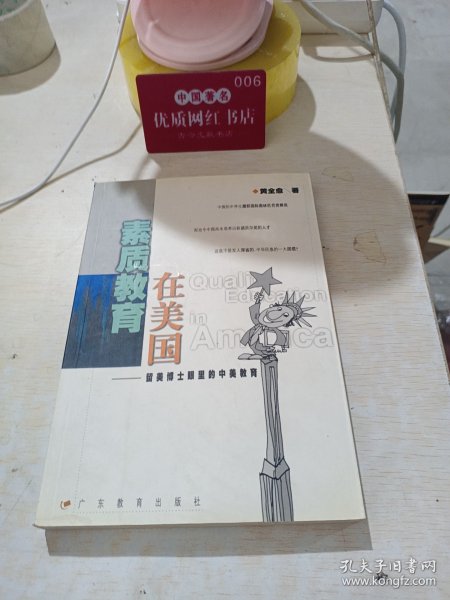 006
中国著名
优质网红书店
黄全愈 著
素质教育
在美国
Quality
Education
in
America
——留美博士眼里的中美教育
广东教育出版社
孔夫子旧书网
www.kongfz.com